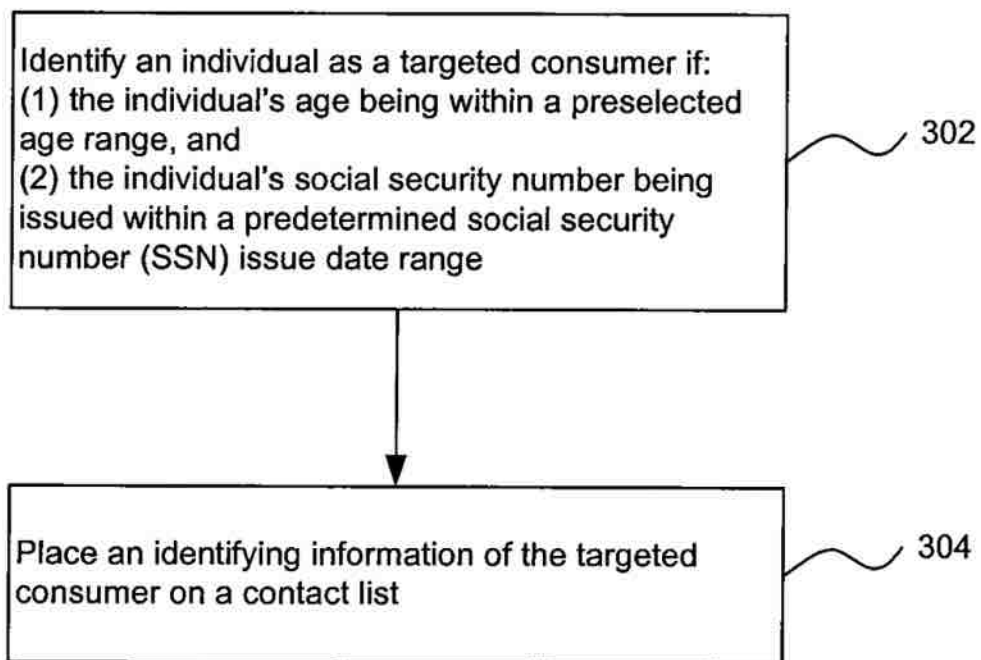 Identify an individual as a targeted consumer if:
(1) the individual's age being within a preselected
age range, and
(2) the individual's social security number being
issued within a predetermined social security
number (SSN) issue date range
302
Place an identifying information of the targeted
consumer on a contact list
304